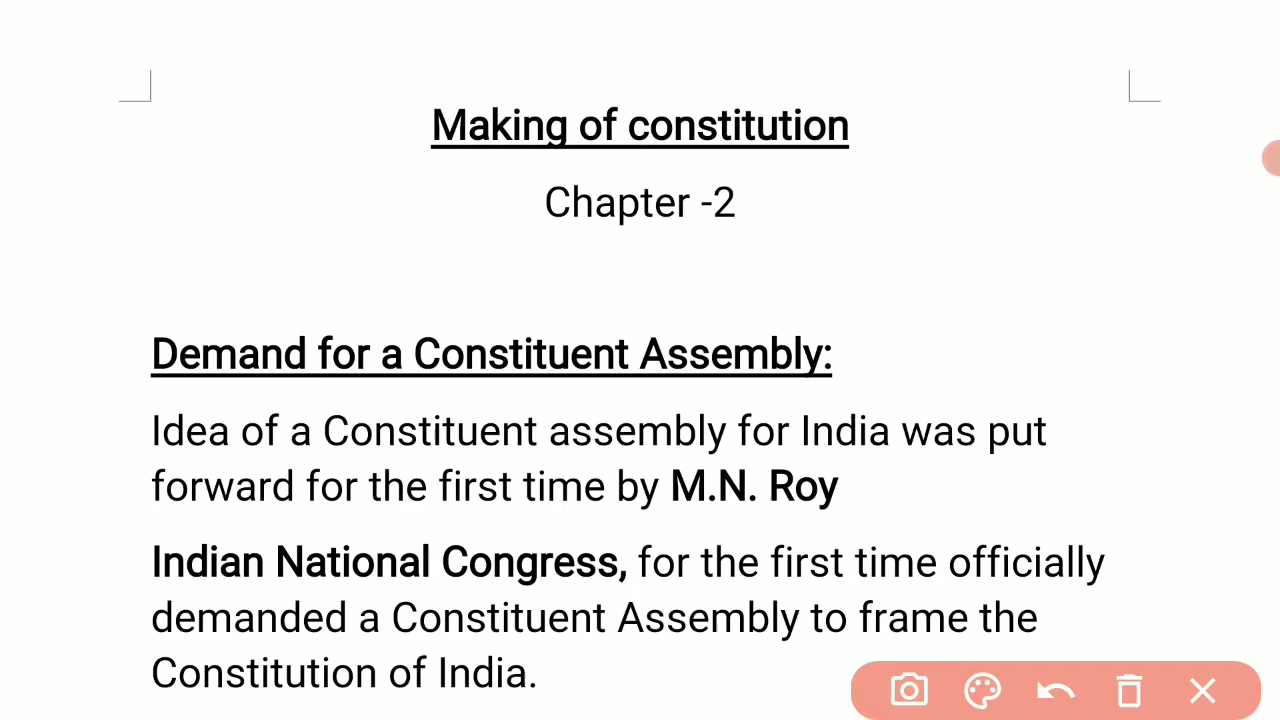 Making of constitution
Chapter -2
Demand for a Constituent Assembly:
Idea of a Constituent assembly for India was put
forward for the first time by M.N. Roy
Indian National Congress, for the first time officially
demanded a Constituent Assembly to frame the
Constitution of India.